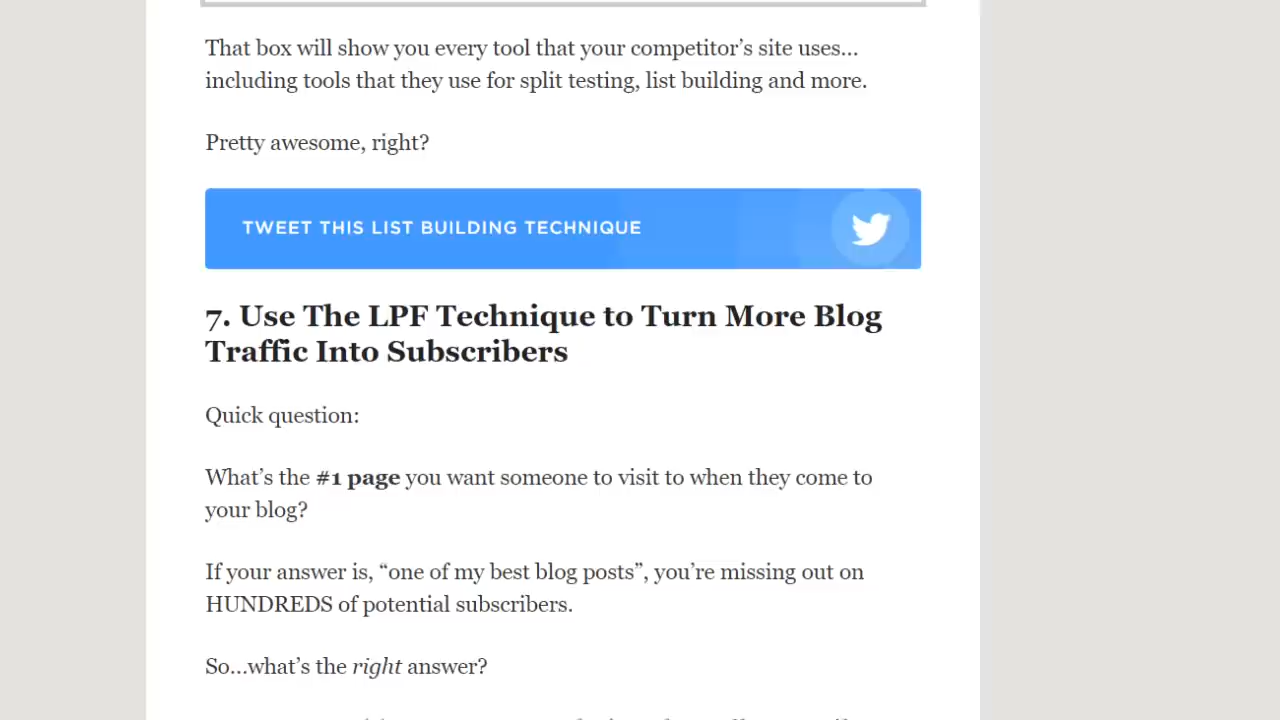 That box will show you every tool that your competitor’s site uses…
including tools that they use for split testing, list building and more.
Pretty awesome, right?
TWEET THIS LIST BUILDING TECHNIQUE
7. Use The LPF Technique to Turn More Blog
Traffic Into Subscribers
Quick question:
What’s the #1 page you want someone to visit to when they come to
your blog?
If your answer is, “one of my best blog posts”, you’re missing out on
HUNDREDS of potential subscribers.
So…what’s the right answer?